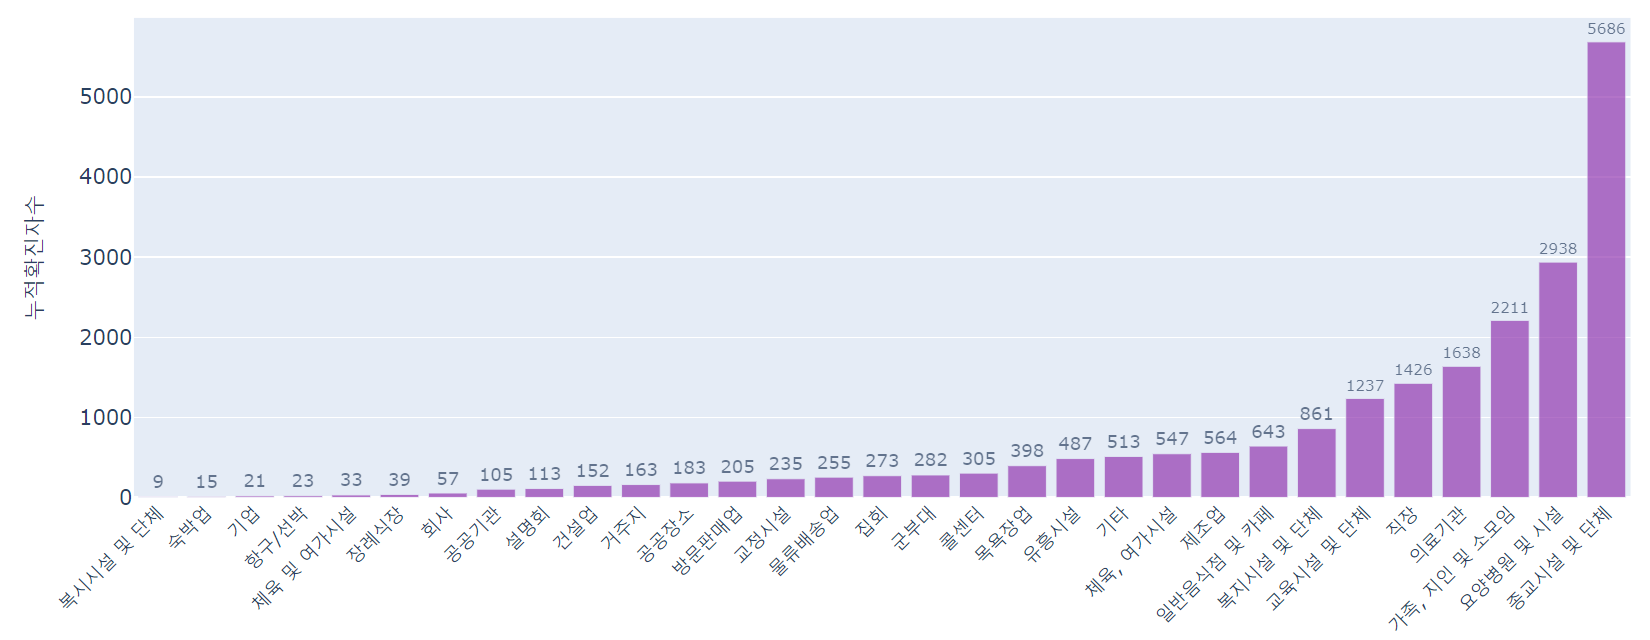 누적확진자수
5000
4000
3000
2000
1000
0
9
15
21
23
33
39
57
105
113
152
163
183
205
235
255
273
282
305
398
487
513
547
564
643
861
1237
1426
1638
2211
2938
5686
복시시설 및 단체
숙박업
기업
항구/선박
체육 및 여가시설
장례식장
회사
공공기관
설명회
건설업
거주지
공공장소
방문판매업
교정시설
물류배송업
집회
군부대
콜센터
목욕장업
유흥시설
기타
체육, 여가시설
제조업
일반음식점 및 카페
복지시설 및 단체
교육시설 및 단체
직장
의료기관
가족, 지인 및 소모임
요양병원 및 시설
종교시설 및 단체